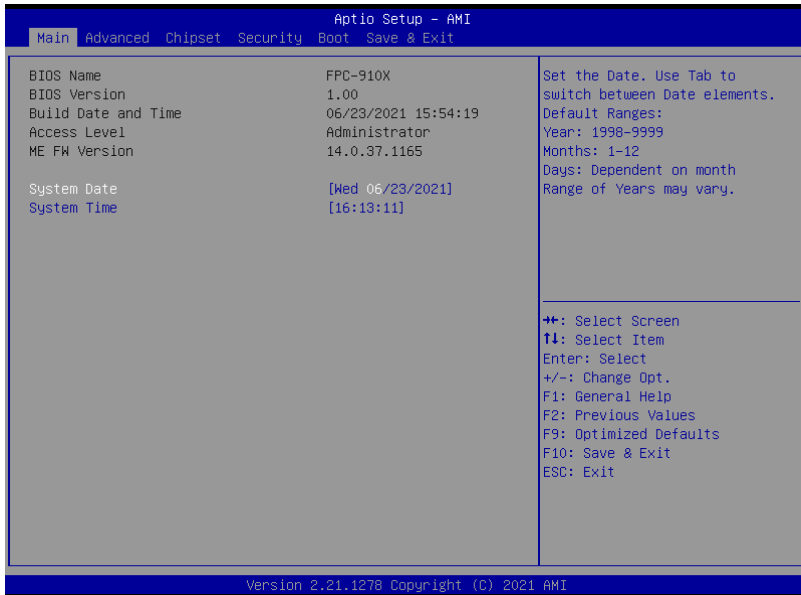 Aptio Setup – AMI
Main Advanced Chipset Security Boot Save & Exit
BIOS Name FPC-910X
BIOS Version 1.00
Build Date and Time 06/23/2021 15:54:19
Access Level Administrator
ME FW Version 14.0.37.1165
System Date [Wed 06/23/2021]
System Time [16:13:11]
Set the Date. Use Tab to
switch between Date elements.
Default Ranges:
Year: 1998-9999
Months: 1-12
Days: Dependent on month
Range of Years may vary.
→←: Select Screen
↑↓: Select Item
Enter: Select
+/-: Change Opt.
F1: General Help
F2: Previous Values
F9: Optimized Defaults
F10: Save & Exit
ESC: Exit
Version 2.21.1278 Copyright (C) 2021 AMI